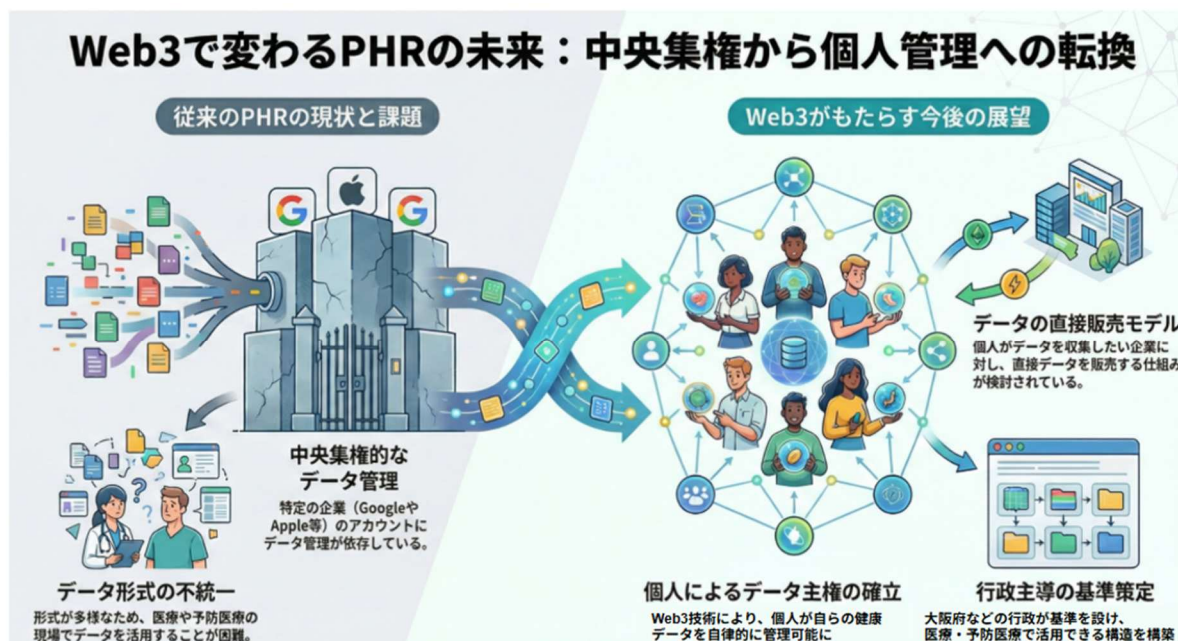 Web3で変わるPHRの未来：中央集権から個人管理への転換
従来のPHRの現状と課題
中央集権的な
データ管理
特定の企業（Googleや
Apple等）のアカウントに
データ管理が依存している。
データ形式の不統一
形式が多様なため、医療や予防医療の
現場でデータを活用することが困難。
Web3がもたらす今後の展望
個人によるデータ主権の確立
Web3技術により、個人が自らの健康
データを自律的に管理可能に
データの直接販売モデル
個人がデータを収集したい企業に
対し、直接データを販売する仕組み
が検討されている。
行政主導の基準策定
大阪府などの行政が基準を設け、
医療・予防医療で活用できる構造を構築